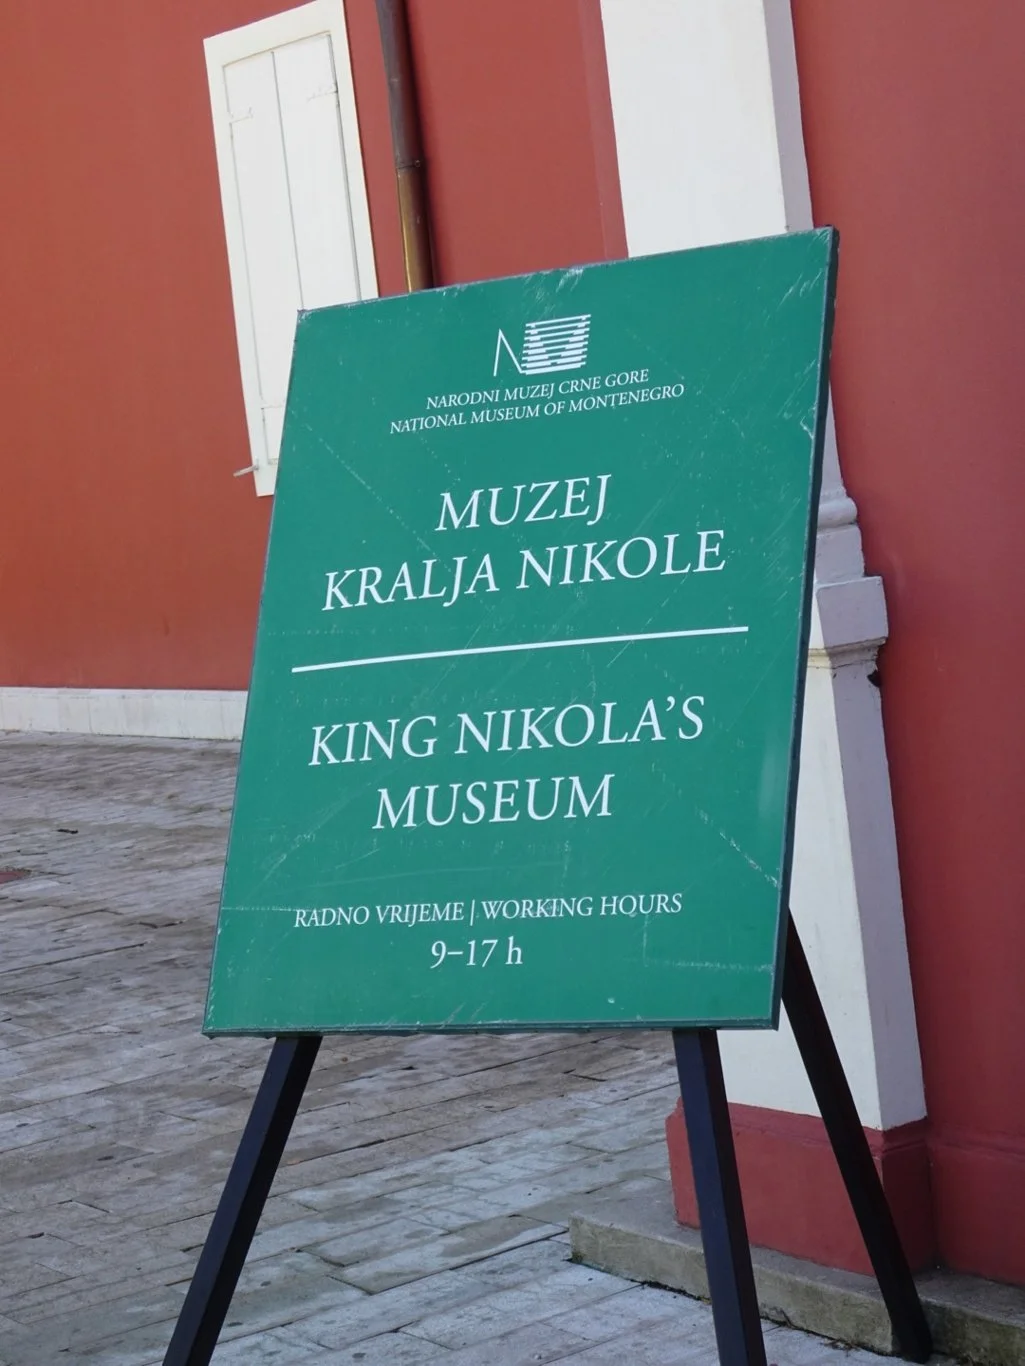 NARODNI MUZEJ CRNE GORE
NATIONAL MUSEUM OF MONTENEGRO
MUZEJ
KRALJA NIKOLE
KING NIKOLA'S
MUSEUM
RADNO VRIJEME | WORKING HOURS
9–17 h